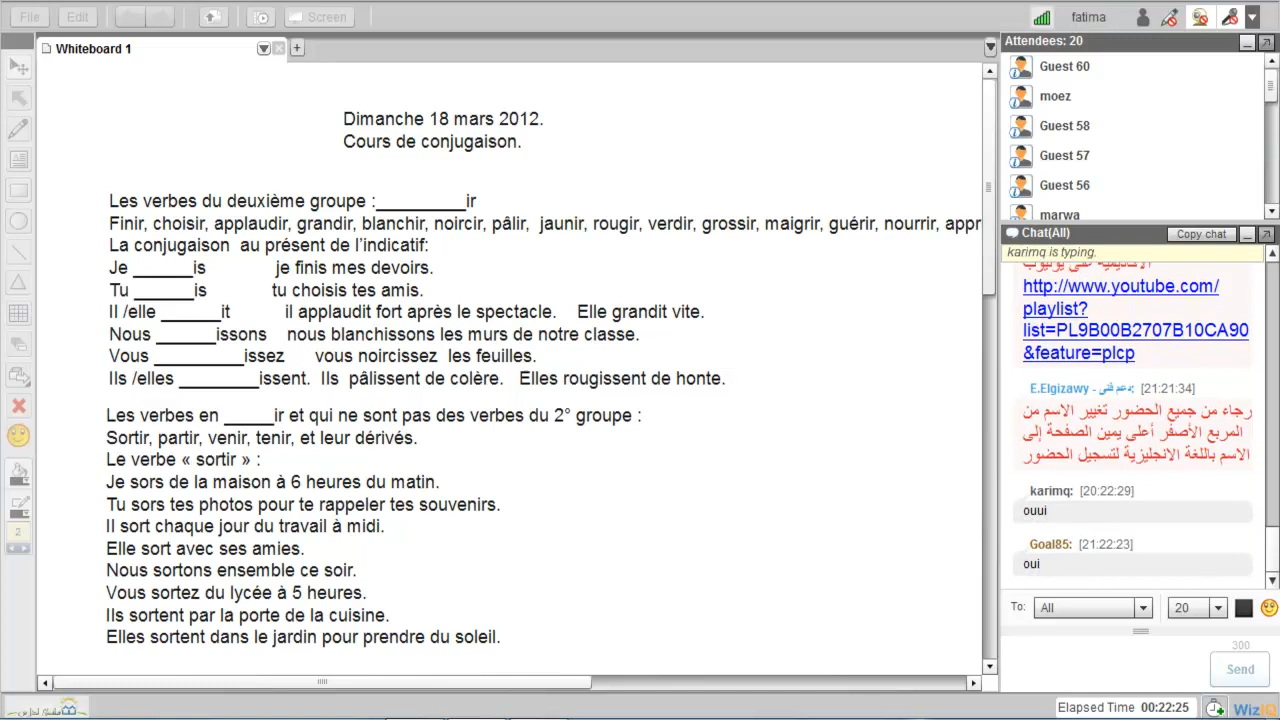 File
Edit
Screen
fatima
Whiteboard 1
Dimanche 18 mars 2012.
Cours de conjugaison.
Les verbes du deuxième groupe :_________ir
Finir, choisir, applaudir, grandir, blanchir, noircir, pâlir, jaunir, rougir, verdir, grossir, maigrir, guérir, nourrir, appr
La conjugaison au présent de l'indicatif:
Je ______is je finis mes devoirs.
Tu ______is tu choisis tes amis.
Il /elle ______it il applaudit fort après le spectacle. Elle grandit vite.
Nous ______issons nous blanchissons les murs de notre classe.
Vous _________issez vous noircissez les feuilles.
Ils /elles ________issent. Ils pâlissent de colère. Elles rougissent de honte.
Les verbes en _____ir et qui ne sont pas des verbes du 2° groupe :
Sortir, partir, venir, tenir, et leur dérivés.
Le verbe « sortir » :
Je sors de la maison à 6 heures du matin.
Tu sors tes photos pour te rappeler tes souvenirs.
Il sort chaque jour du travail à midi.
Elle sort avec ses amies.
Nous sortons ensemble ce soir.
Vous sortez du lycée à 5 heures.
Ils sortent par la porte de la cuisine.
Elles sortent dans le jardin pour prendre du soleil.
2
Attendees: 20
Guest 60
moez
Guest 58
Guest 57
Guest 56
marwa
Chat(All)
Copy chat
karimq is typing.
الأكاديمية على يوتيوب
http://www.youtube.com/
playlist?
list=PL9B00B2707B10CA90
&feature=plcp
E.Elgizawy - دعم فنى: [21:21:34]
رجاء من جميع الحضور تغيير الاسم من
المربع الأصفر أعلى يمين الصفحة إلى
الاسم باللغة الانجليزية لتسجيل الحضور
karimq: [20:22:29]
ouui
Goal85: [21:22:23]
oui
To: All 20
300
Send
Elapsed Time 00:22:25
WizIQ